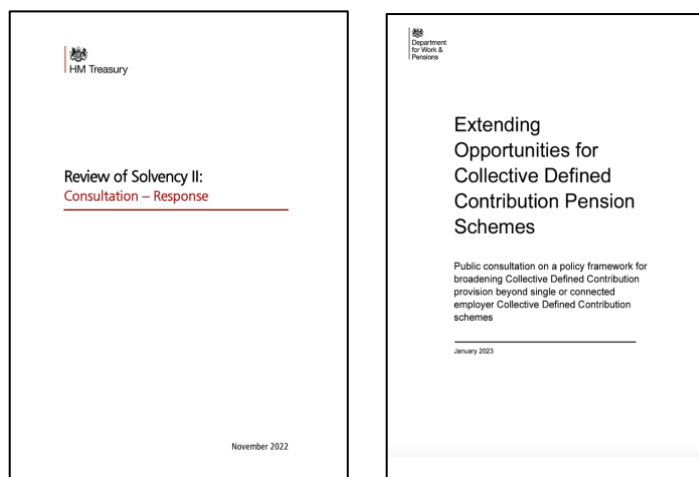 HM Treasury
Review of Solvency II:
Consultation – Response
November 2022
Department
for Work &
Pensions
Extending
Opportunities for
Collective Defined
Contribution Pension
Schemes
Public consultation on a policy framework for
broadening Collective Defined Contribution
provision beyond single or connected
employer Collective Defined Contribution
schemes
January 2023